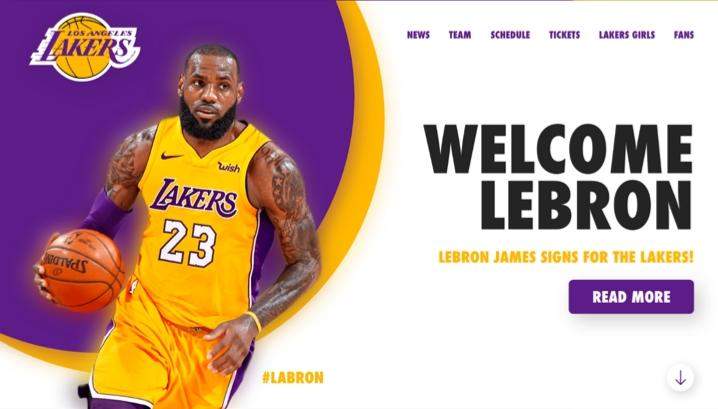 LOS ANGELES
LAKERS
NEWS TEAM SCHEDULE TICKETS LAKERS GIRLS FANS
WELCOME
LEBRON
LEBRON JAMES SIGNS FOR THE LAKERS!
READ MORE
wish
LAKERS
23
SPALDING
#LABRON